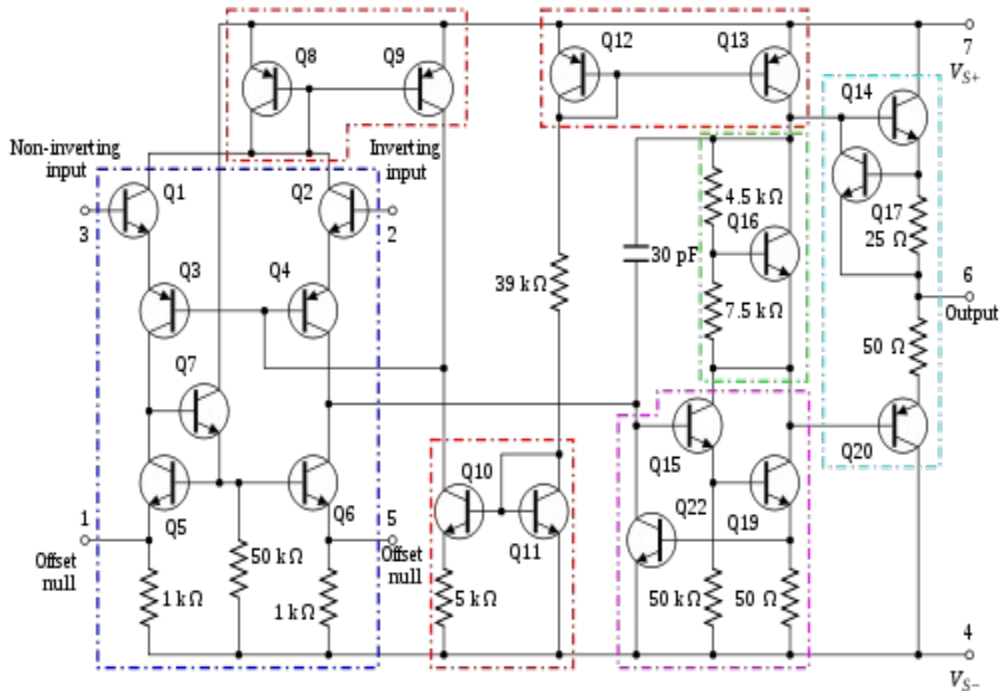 Q8
Q9
Q12
Q13
7
VS+
Q14
Non-inverting
input
Inverting
input
Q1
Q2
3
2
4.5 kΩ
Q16
Q17
25 Ω
30 pF
39 kΩ
6
Output
Q3
Q4
7.5 kΩ
50 Ω
Q7
Q15
Q20
Q10
Q5
Q6
Q22
Q19
Q11
1
5
Offset
null
Offset
null
50 kΩ
1 kΩ
1 kΩ
5 kΩ
50 kΩ
50 Ω
4
VS−